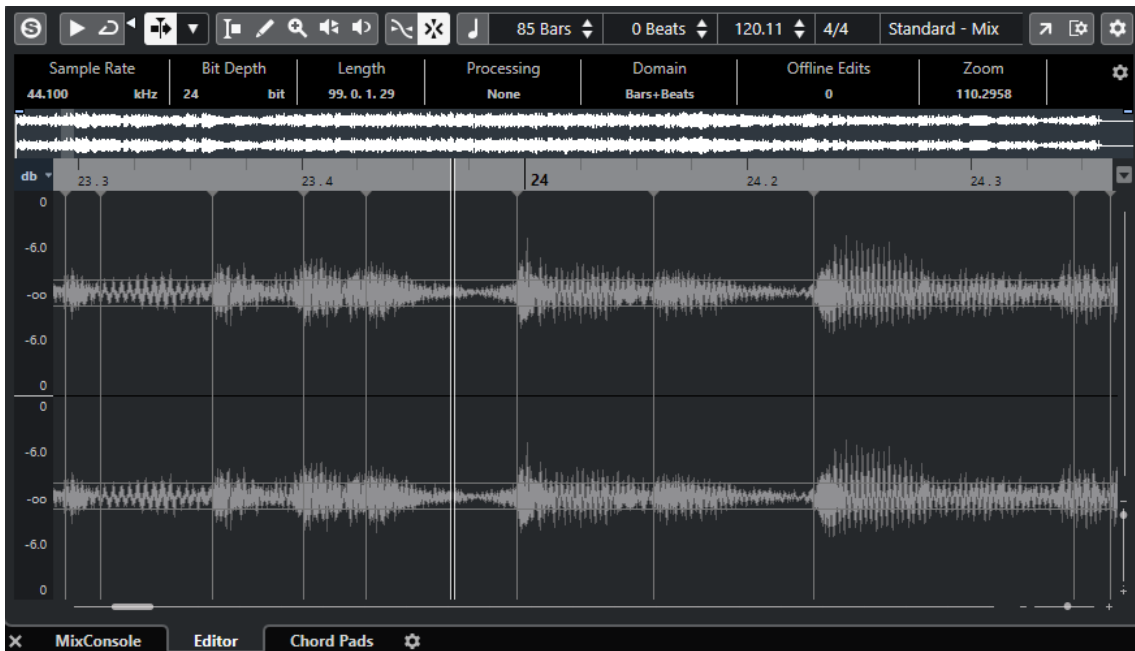 85 Bars 0 Beats 120.11 4/4 Standard - Mix
Sample Rate Bit Depth Length Processing Domain Offline Edits Zoom
44.100 kHz 24 bit 99. 0. 1. 29 None Bars+Beats 0 110.2958
db 23 . 3 23 . 4 24 24 . 2 24 . 3
0
-6.0
-oo
-6.0
0
0
-6.0
-oo
-6.0
0
MixConsole Editor Chord Pads